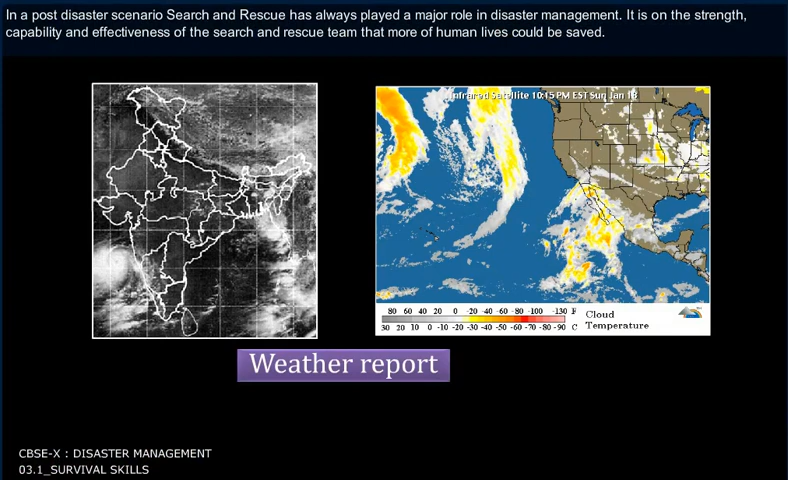 In a post disaster scenario Search and Rescue has always played a major role in disaster management. It is on the strength,
capability and effectiveness of the search and rescue team that more of human lives could be saved.
Infrared Satellite 10:15 PM EST Sun Jan 18
80 60 40 20 0 -20 -40 -60 -80 -100 -130 F
30 20 10 0 -10 -20 -30 -40 -50 -60 -70 -80 -90 C
Cloud
Temperature
Weather report
CBSE-X : DISASTER MANAGEMENT
03.1_SURVIVAL SKILLS